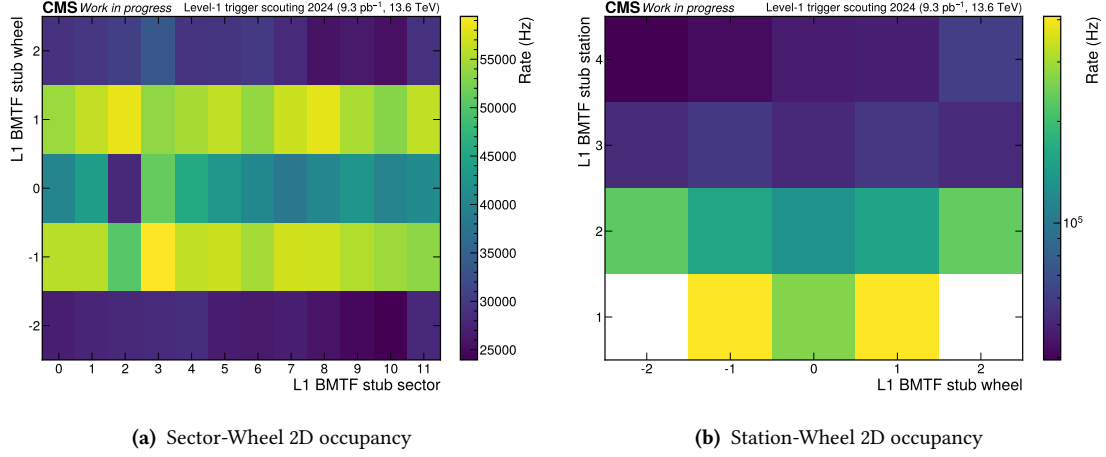 CMS Work in progress Level-1 trigger scouting 2024 (9.3 pb⁻¹, 13.6 TeV)
L1 BMTF stub wheel
2
1
0
-1
-2
0 1 2 3 4 5 6 7 8 9 10 11
L1 BMTF stub sector
Rate (Hz)
55000
50000
45000
40000
35000
30000
25000
(a) Sector-Wheel 2D occupancy
CMS Work in progress Level-1 trigger scouting 2024 (9.3 pb⁻¹, 13.6 TeV)
L1 BMTF stub station
4
3
2
1
-2 -1 0 1 2
L1 BMTF stub wheel
Rate (Hz)
10⁵
(b) Station-Wheel 2D occupancy